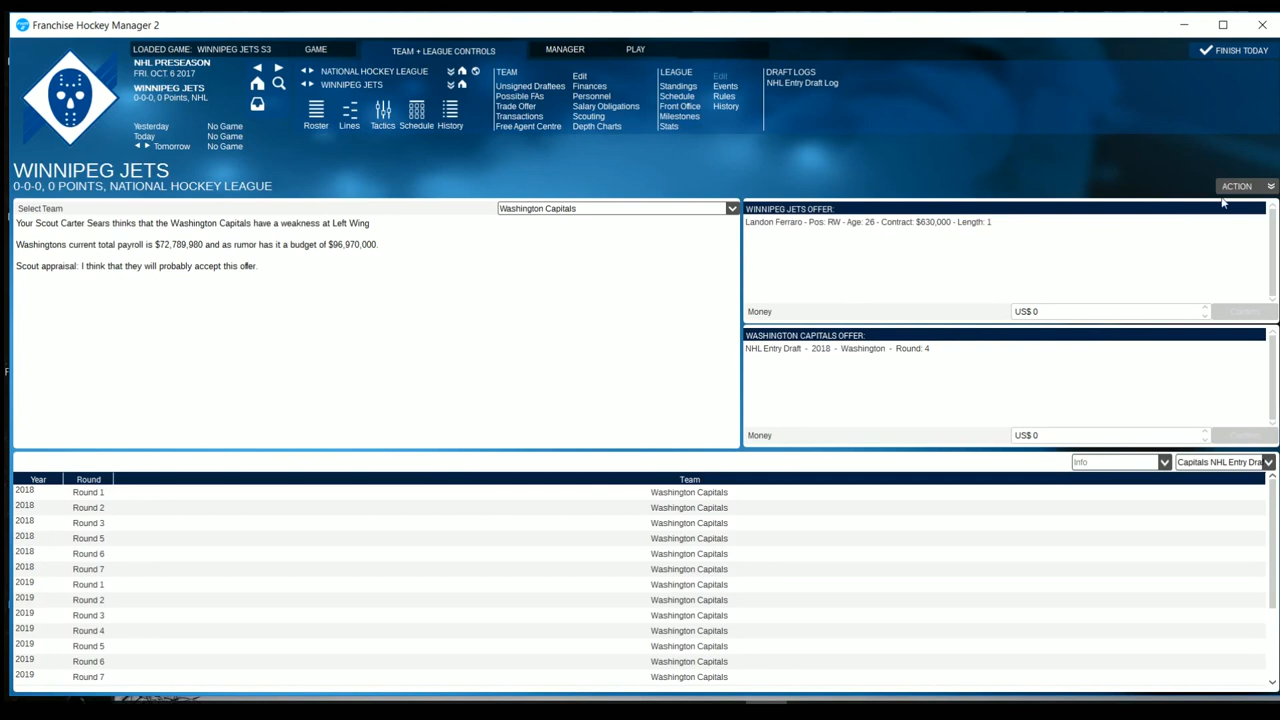 Franchise Hockey Manager 2
LOADED GAME: WINNIPEG JETS S3
GAME
TEAM + LEAGUE CONTROLS
MANAGER
PLAY
FINISH TODAY
NHL PRESEASON
FRI. OCT. 6 2017
WINNIPEG JETS
0-0-0, 0 Points, NHL
Yesterday No Game
Today No Game
Tomorrow No Game
NATIONAL HOCKEY LEAGUE
WINNIPEG JETS
Roster
Lines
Tactics
Schedule
History
TEAM
Unsigned Draftees
Possible FAs
Trade Offer
Transactions
Free Agent Centre
Edit
Finances
Personnel
Salary Obligations
Scouting
Depth Charts
LEAGUE
Standings
Schedule
Front Office
Milestones
Stats
Edit
Events
Rules
History
DRAFT LOGS
NHL Entry Draft Log
WINNIPEG JETS
0-0-0, 0 POINTS, NATIONAL HOCKEY LEAGUE
ACTION
Select Team
Washington Capitals
Your Scout Carter Sears thinks that the Washington Capitals have a weakness at Left Wing
Washingtons current total payroll is $72,789,980 and as rumor has it a budget of $96,970,000.
Scout appraisal: I think that they will probably accept this offer.
WINNIPEG JETS OFFER:
Landon Ferraro - Pos: RW - Age: 26 - Contract: $630,000 - Length: 1
Money US$ 0
WASHINGTON CAPITALS OFFER:
NHL Entry Draft - 2018 - Washington - Round: 4
Money US$ 0
Info
Capitals NHL Entry Dra
Year Round Team
2018 Round 1 Washington Capitals
2018 Round 2 Washington Capitals
2018 Round 3 Washington Capitals
2018 Round 5 Washington Capitals
2018 Round 6 Washington Capitals
2018 Round 7 Washington Capitals
2019 Round 1 Washington Capitals
2019 Round 2 Washington Capitals
2019 Round 3 Washington Capitals
2019 Round 4 Washington Capitals
2019 Round 5 Washington Capitals
2019 Round 6 Washington Capitals
2019 Round 7 Washington Capitals